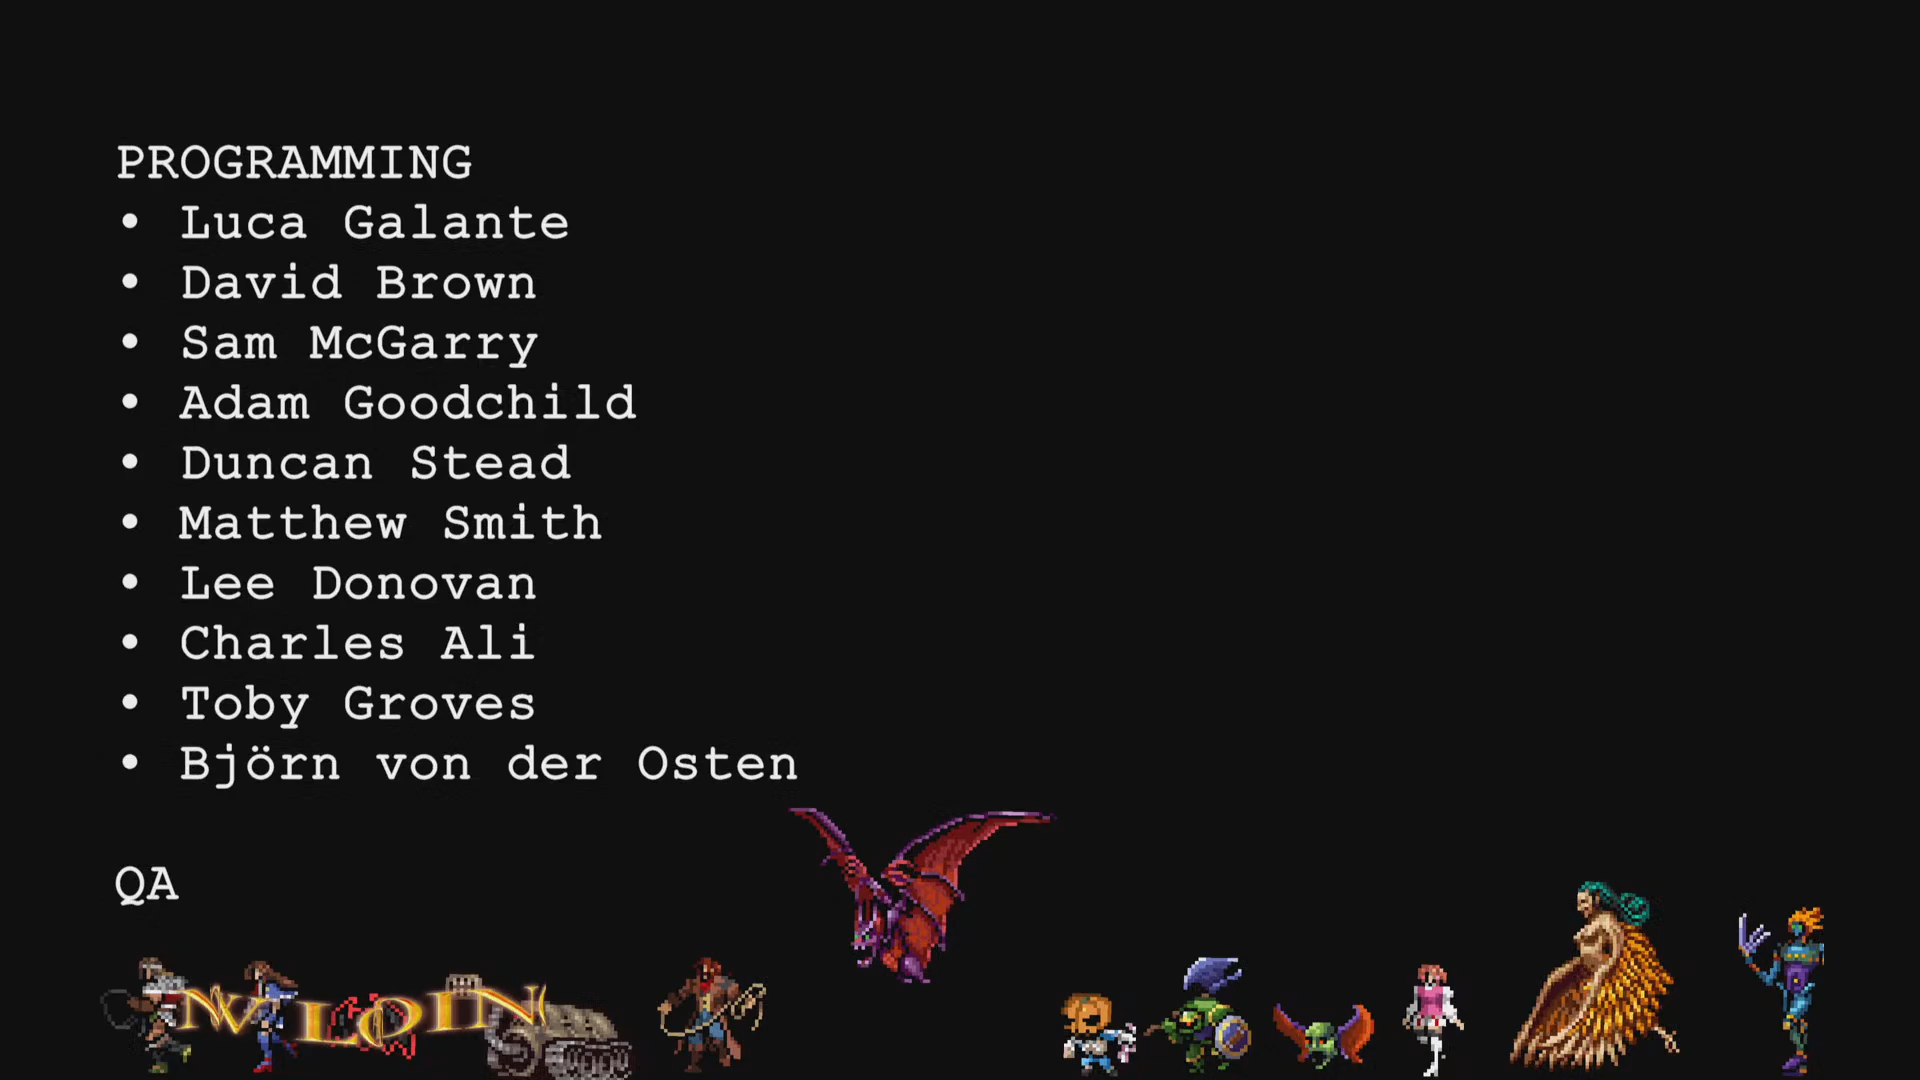 PROGRAMMING
• Luca Galante
• David Brown
• Sam McGarry
• Adam Goodchild
• Duncan Stead
• Matthew Smith
• Lee Donovan
• Charles Ali
• Toby Groves
• Björn von der Osten
QA